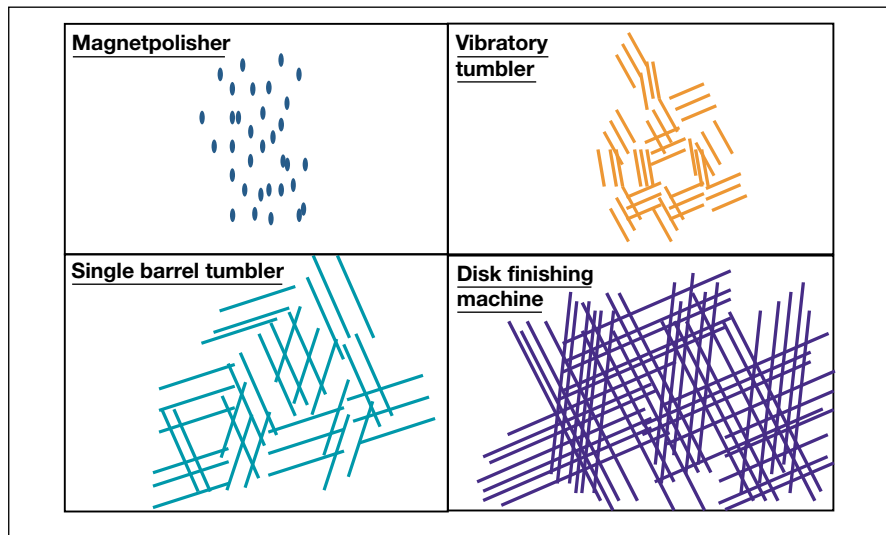 Magnetpolisher
Vibratory
tumbler
Single barrel tumbler
Disk finishing
machine